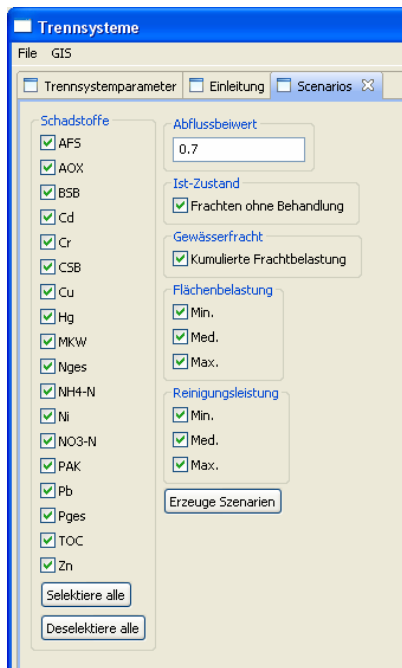 Trennsysteme
File GIS
Trennsystemparameter Einleitung Scenarios
Schadstoffe
AFS
AOX
BSB
Cd
Cr
CSB
Cu
Hg
MKW
Nges
NH4-N
Ni
NO3-N
PAK
Pb
Pges
TOC
Zn
Selektiere alle
Deselektiere alle
Abflussbeiwert
0.7
Ist-Zustand
Frachten ohne Behandlung
Gewässerfracht
Kumulierte Frachtbelastung
Flächenbelastung
Min.
Med.
Max.
Reinigungsleistung
Min.
Med.
Max.
Erzeuge Szenarien